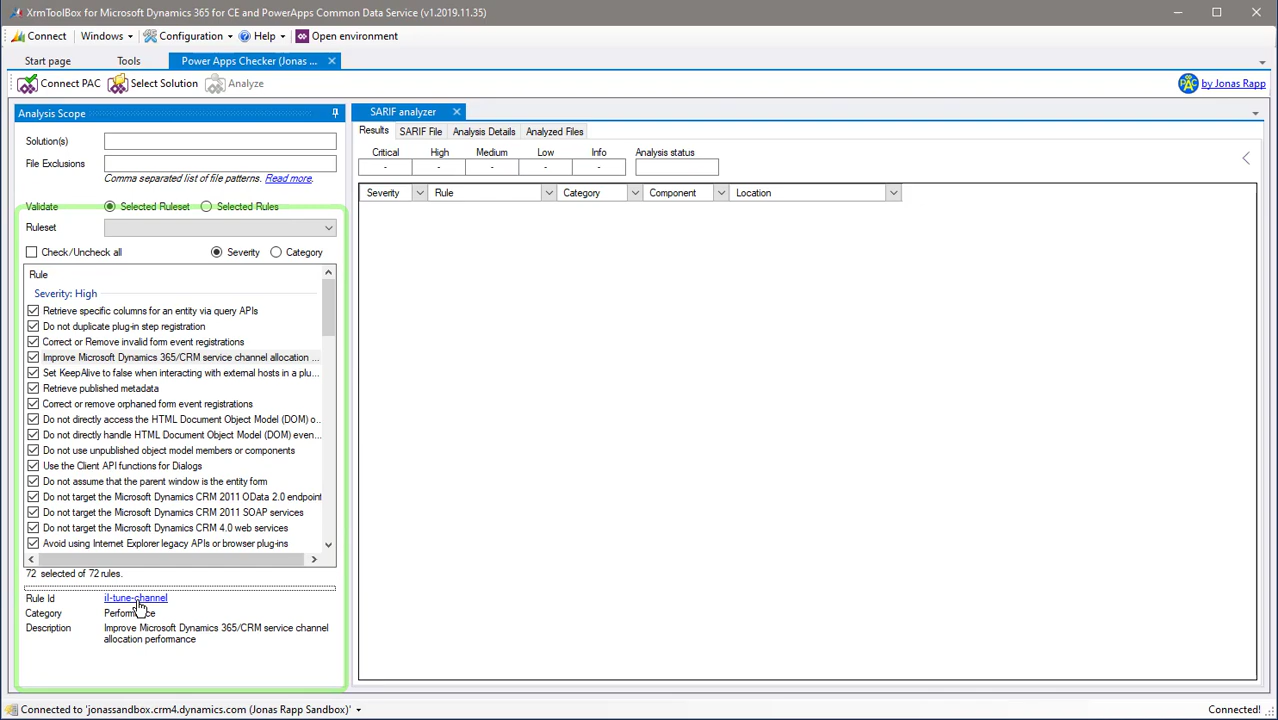 XrmToolBox for Microsoft Dynamics 365 for CE and PowerApps Common Data Service (v1.2019.11.35)
Connect Windows Configuration Help Open environment
Start page Tools Power Apps Checker (Jonas ...
Connect PAC Select Solution Analyze by Jonas Rapp
PAC
Analysis Scope
Solution(s)
File Exclusions
Comma separated list of file patterns. Read more.
Validate Selected Ruleset Selected Rules
Ruleset
Check/Uncheck all Severity Category
Rule
Severity: High
Retrieve specific columns for an entity via query APIs
Do not duplicate plug-in step registration
Correct or Remove invalid form event registrations
Improve Microsoft Dynamics 365/CRM service channel allocation ...
Set KeepAlive to false when interacting with external hosts in a plu...
Retrieve published metadata
Correct or remove orphaned form event registrations
Do not directly access the HTML Document Object Model (DOM) o...
Do not directly handle HTML Document Object Model (DOM) even...
Do not use unpublished object model members or components
Use the Client API functions for Dialogs
Do not assume that the parent window is the entity form
Do not target the Microsoft Dynamics CRM 2011 OData 2.0 endpoint
Do not target the Microsoft Dynamics CRM 2011 SOAP services
Do not target the Microsoft Dynamics CRM 4.0 web services
Avoid using Internet Explorer legacy APIs or browser plug-ins
72 selected of 72 rules.
Rule Id il-tune-channel
Category Performance
Description Improve Microsoft Dynamics 365/CRM service channel
allocation performance
SARIF analyzer
Results SARIF File Analysis Details Analyzed Files
Critical High Medium Low Info Analysis status
- - - - -
Severity Rule Category Component Location
Connected to 'jonassandbox.crm4.dynamics.com (Jonas Rapp Sandbox)' Connected!